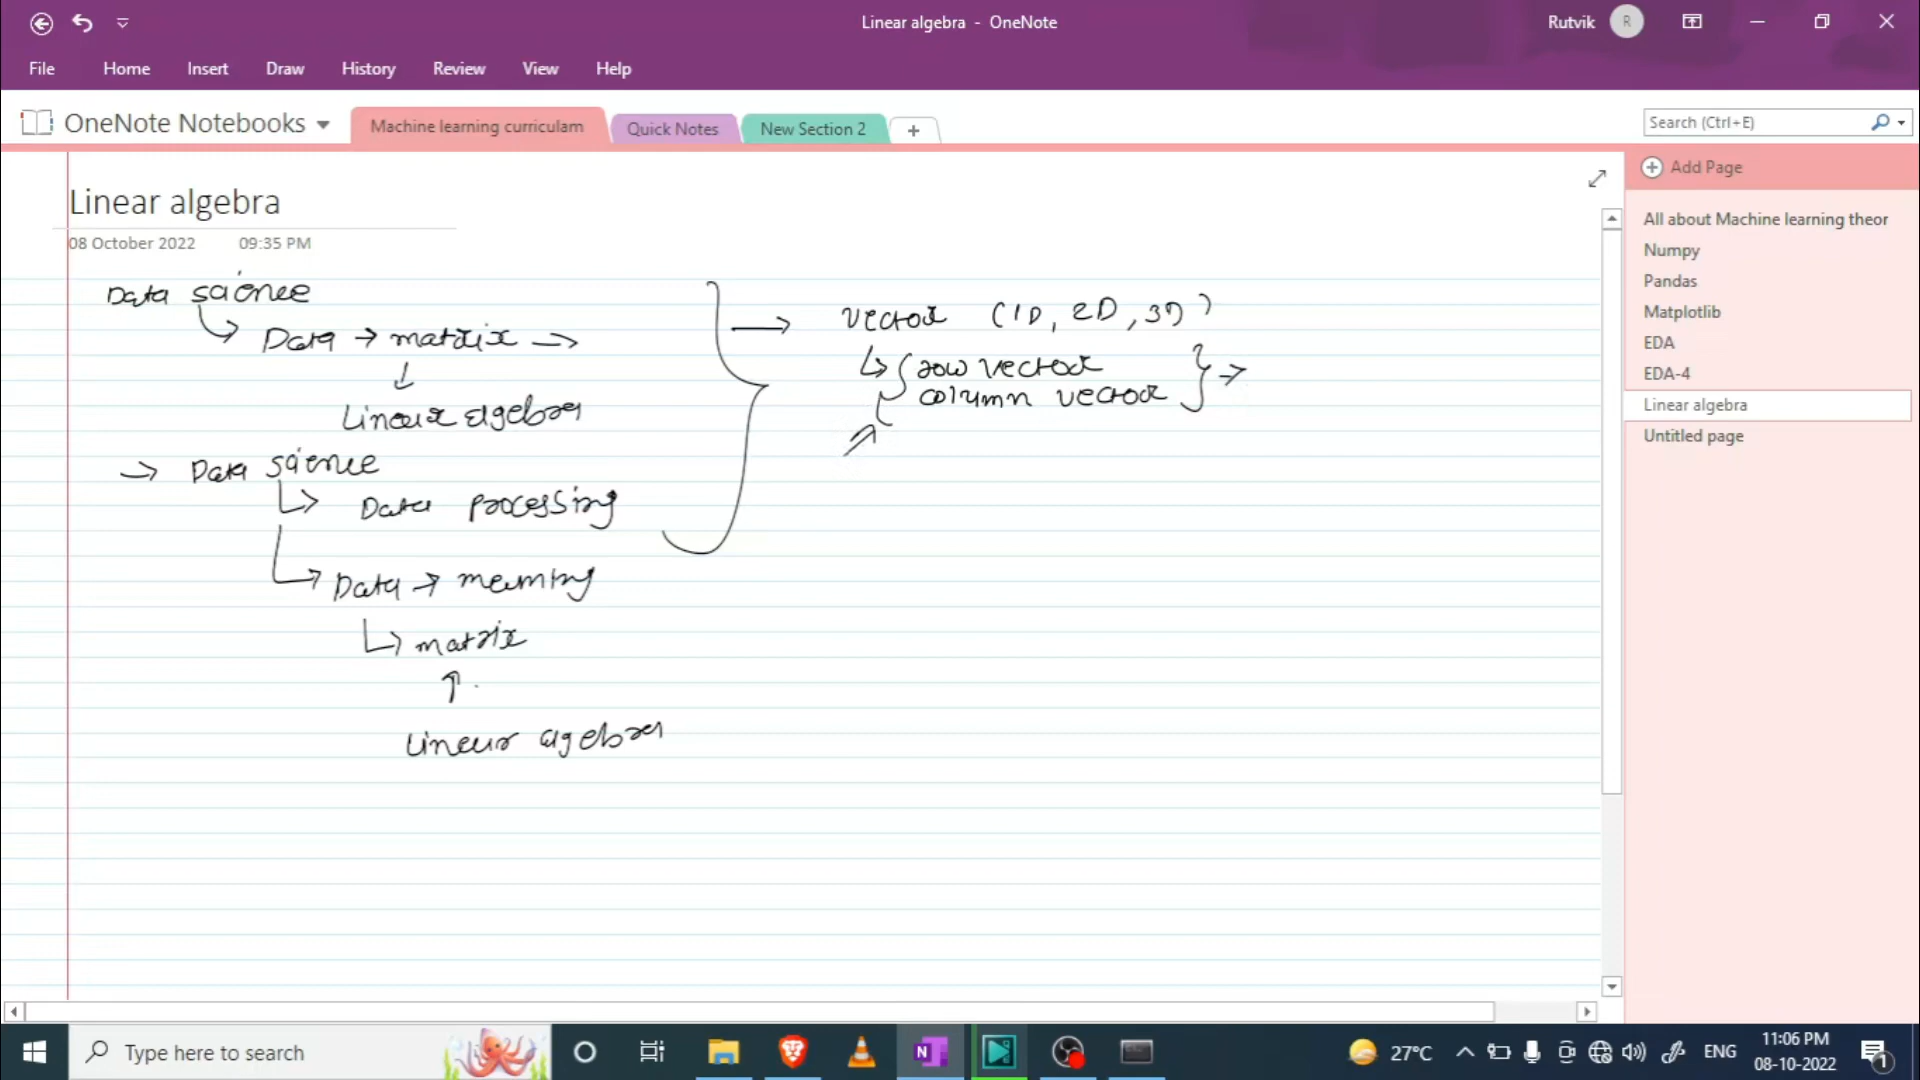 Linear algebra - OneNote
Rutvik
R
File Home Insert Draw History Review View Help
OneNote Notebooks
Machine learning curriculam
Quick Notes
New Section 2
Search (Ctrl+E)
Add Page
All about Machine learning theor
Numpy
Pandas
Matplotlib
EDA
EDA-4
Linear algebra
Untitled page
Linear algebra
08 October 2022 09:35 PM
Data science
Data → matrix →
↓
Linear algebra
→ Data science
Data processing
Data → meaning
matrix
↑
Linear algebra
→ vector (1D, 2D, 3D)
row vector
column vector
Type here to search
N
27°C
ENG
11:06 PM
08-10-2022
1